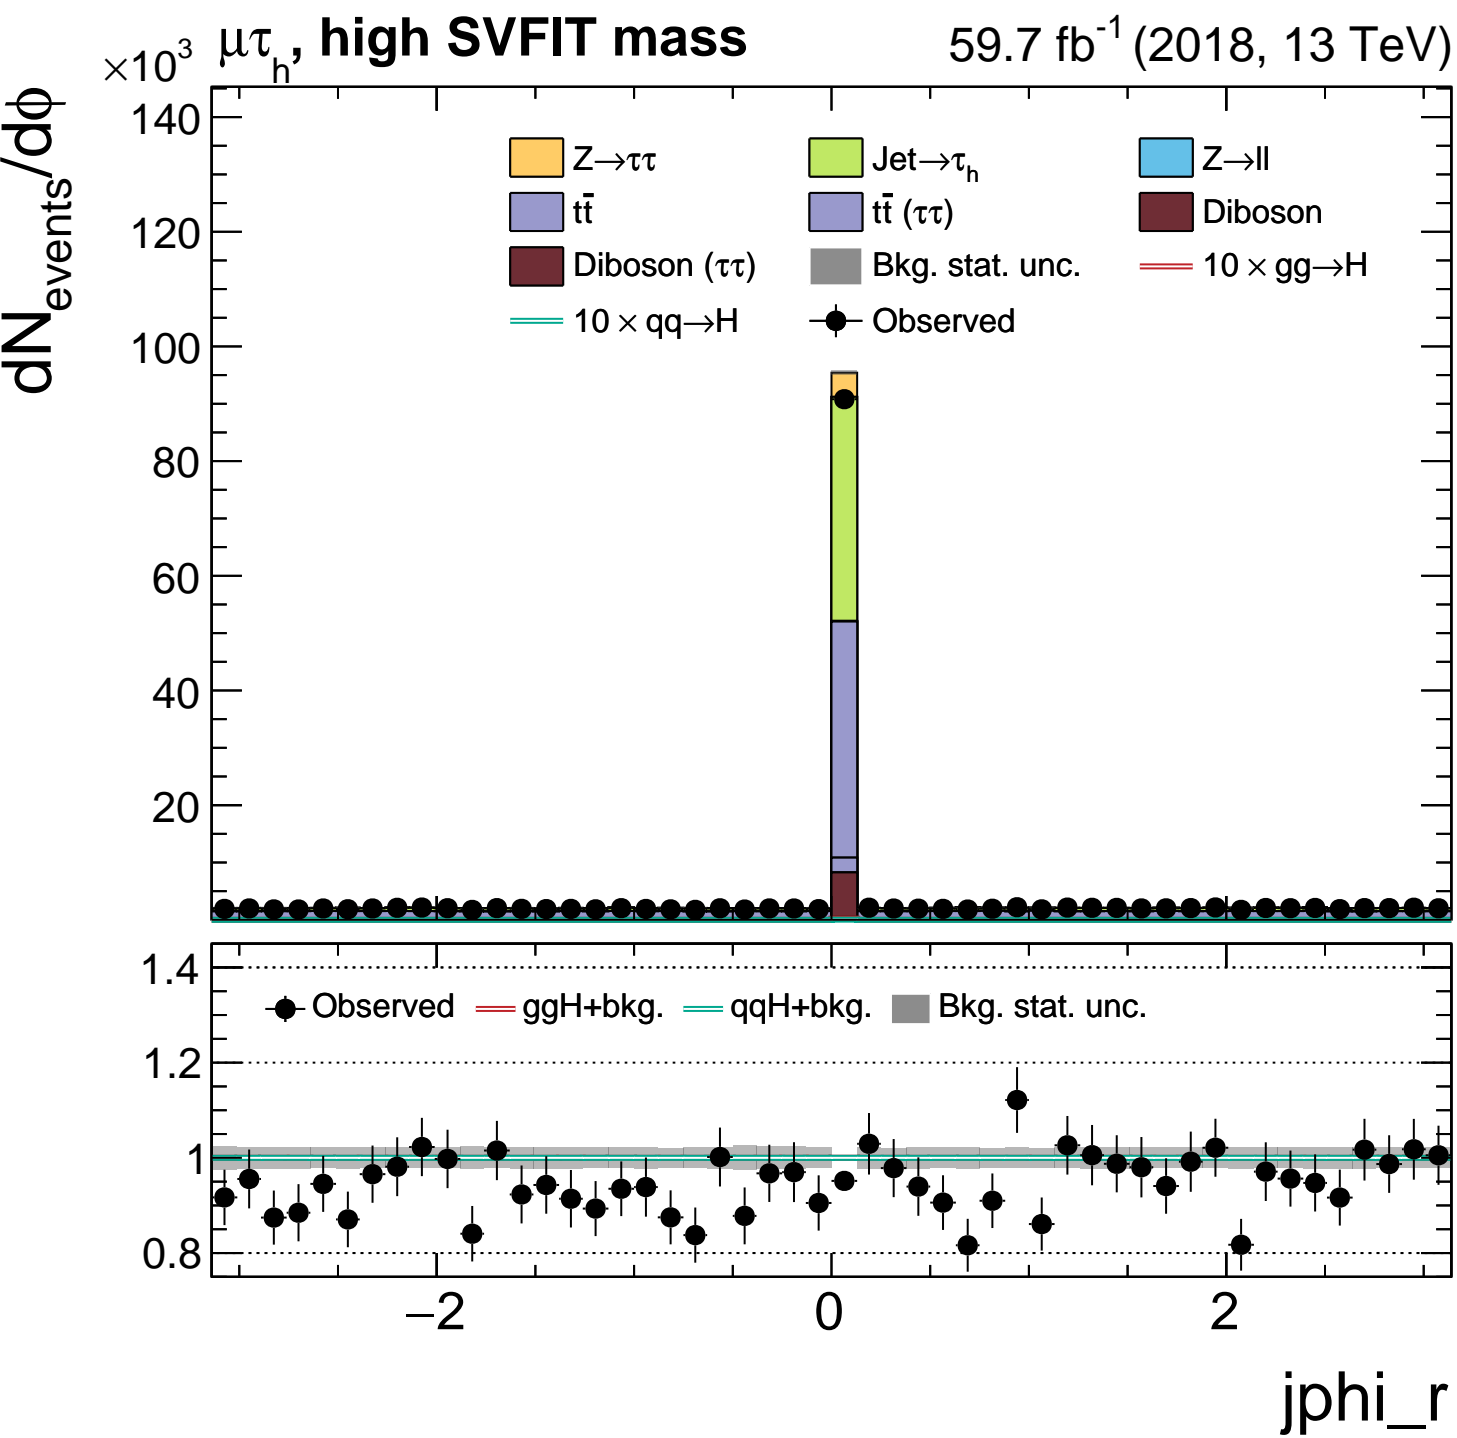 ×10³ μτₕ, high SVFIT mass 59.7 fb⁻¹ (2018, 13 TeV)
dN_events/dϕ
140
120
100
80
60
40
20
Z→ττ Jet→τₕ Z→ll
tt̄ tt̄ (ττ) Diboson
Diboson (ττ) Bkg. stat. unc. 10 × gg→H
10 × qq→H Observed
1.4
1.2
1
0.8
Observed ggH+bkg. qqH+bkg. Bkg. stat. unc.
−2 0 2
jphi_r